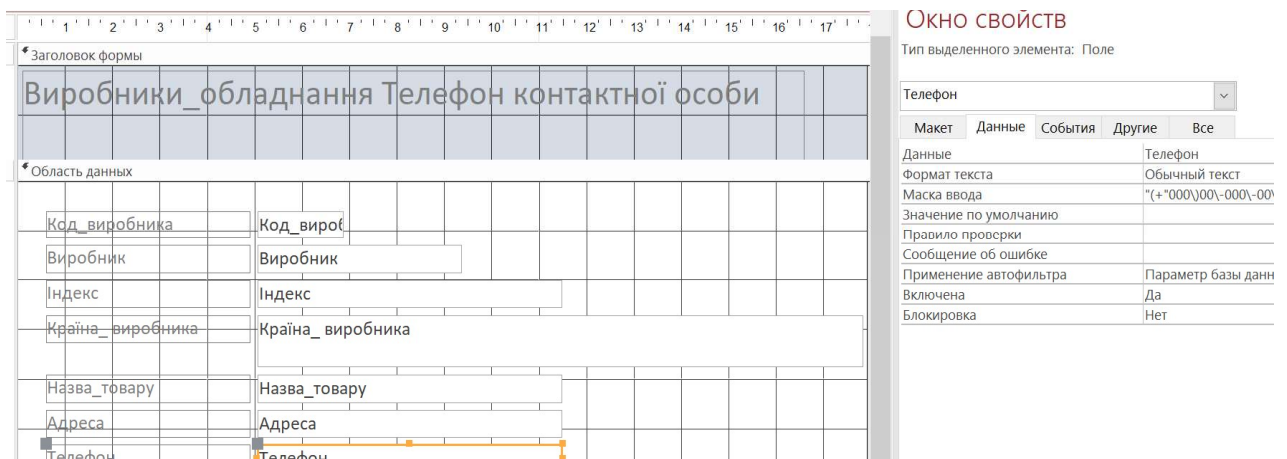 1 2 3 4 5 6 7 8 9 10 11 12 13 14 15 16 17
Заголовок формы
Виробники_обладнання Телефон контактної особи
Область данных
Код_виробника Код_вироб
Виробник Виробник
Індекс Індекс
Країна_ виробника Країна_ виробника
Назва_товару Назва_товару
Адреса Адреса
Телефон Телефон
Окно свойств
Тип выделенного элемента: Поле
Телефон
Макет Данные События Другие Все
Данные Телефон
Формат текста Обычный текст
Маска ввода "(+"000\)00\-000\-00\
Значение по умолчанию
Правило проверки
Сообщение об ошибке
Применение автофильтра Параметр базы данн
Включена Да
Блокировка Нет